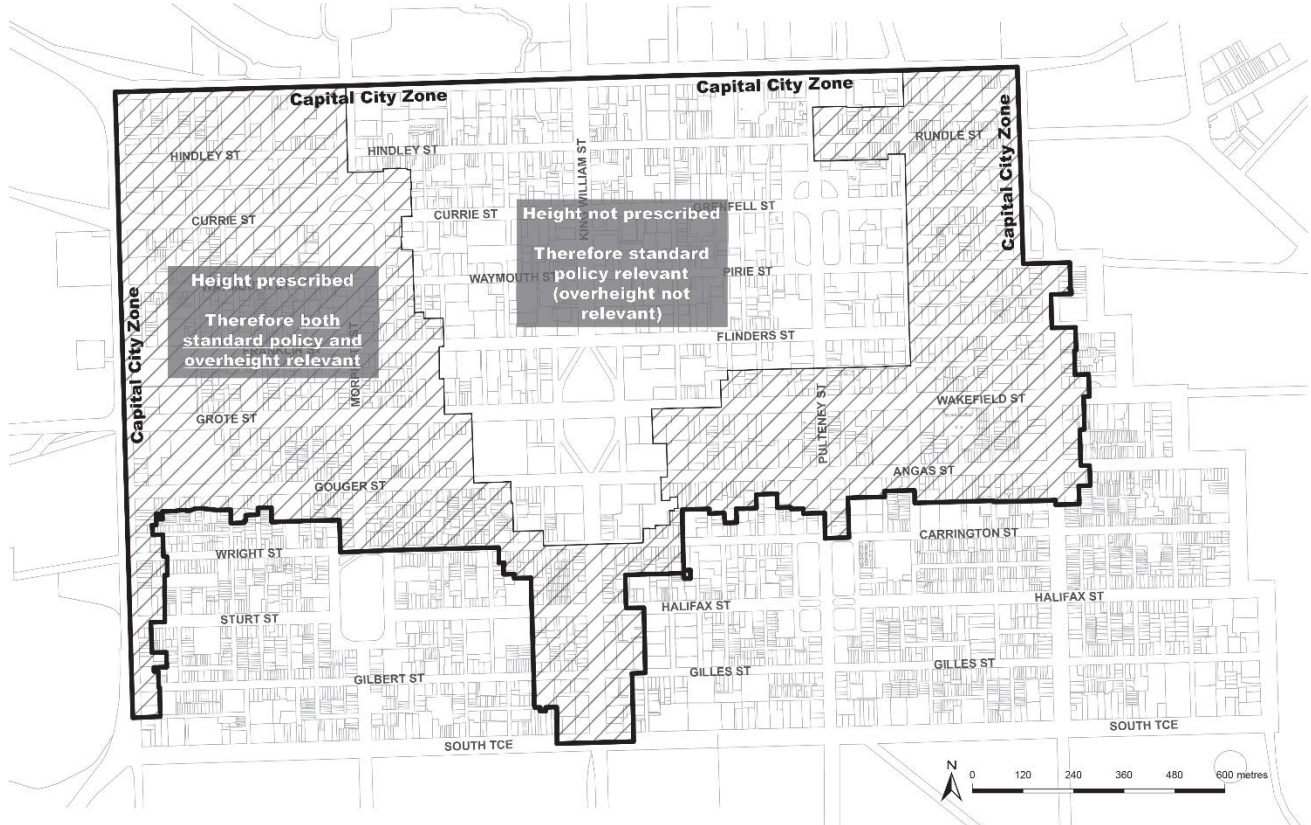 Capital City Zone
Capital City Zone
Capital City Zone
Capital City Zone
HINDLEY ST
HINDLEY ST
KING WILLIAM ST
RUNDLE ST
CURRIE ST
CURRIE ST
GRENFELL ST
Height not prescribed
Therefore standard
policy relevant
(overheight not
relevant)
WAYMOUTH ST
PIRIE ST
Height prescribed
Therefore both
standard policy and
overheight relevant
FRANKLIN ST
FLINDERS ST
GROTE ST
PULTENEY ST
WAKEFIELD ST
GOUGER ST
ANGAS ST
WRIGHT ST
CARRINGTON ST
STURT ST
HALIFAX ST
HALIFAX ST
GILBERT ST
GILLES ST
GILLES ST
SOUTH TCE
SOUTH TCE
N
0 120 240 360 480 600 metres